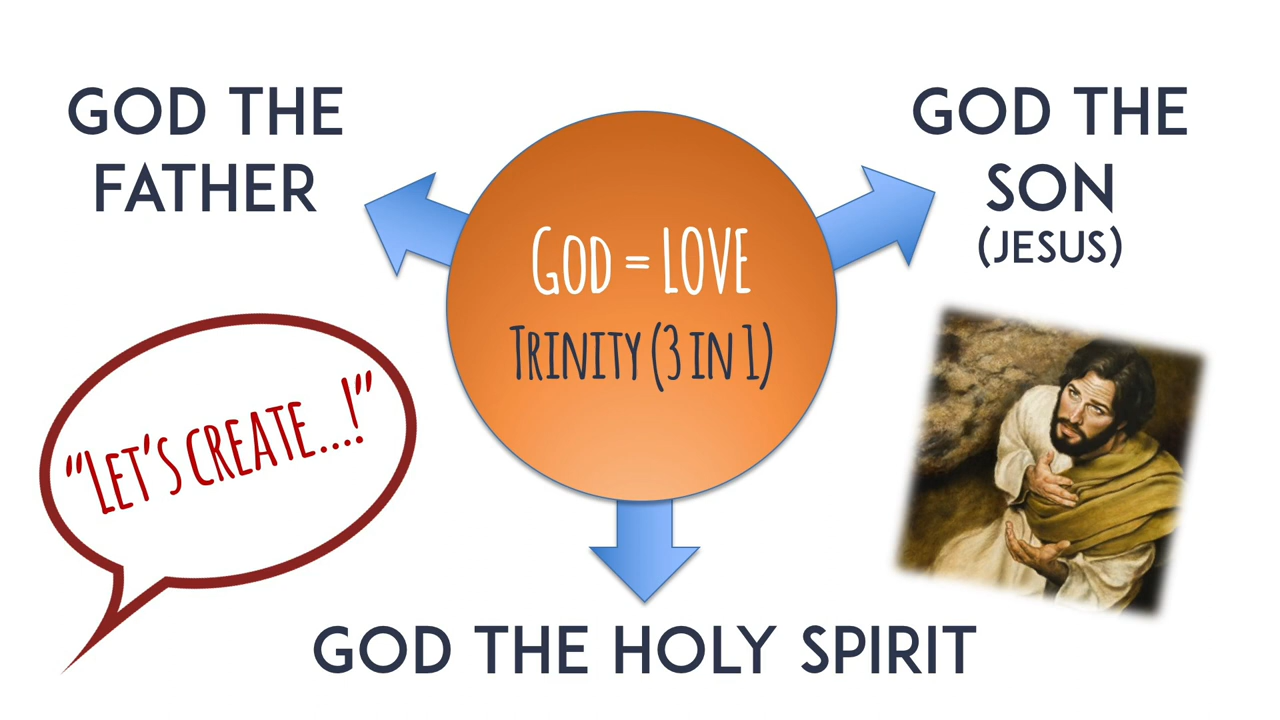 GOD THE
FATHER
GOD THE
SON
(JESUS)
GOD = LOVE
TRINITY (3 IN 1)
“LET’S CREATE...!”
GOD THE HOLY SPIRIT